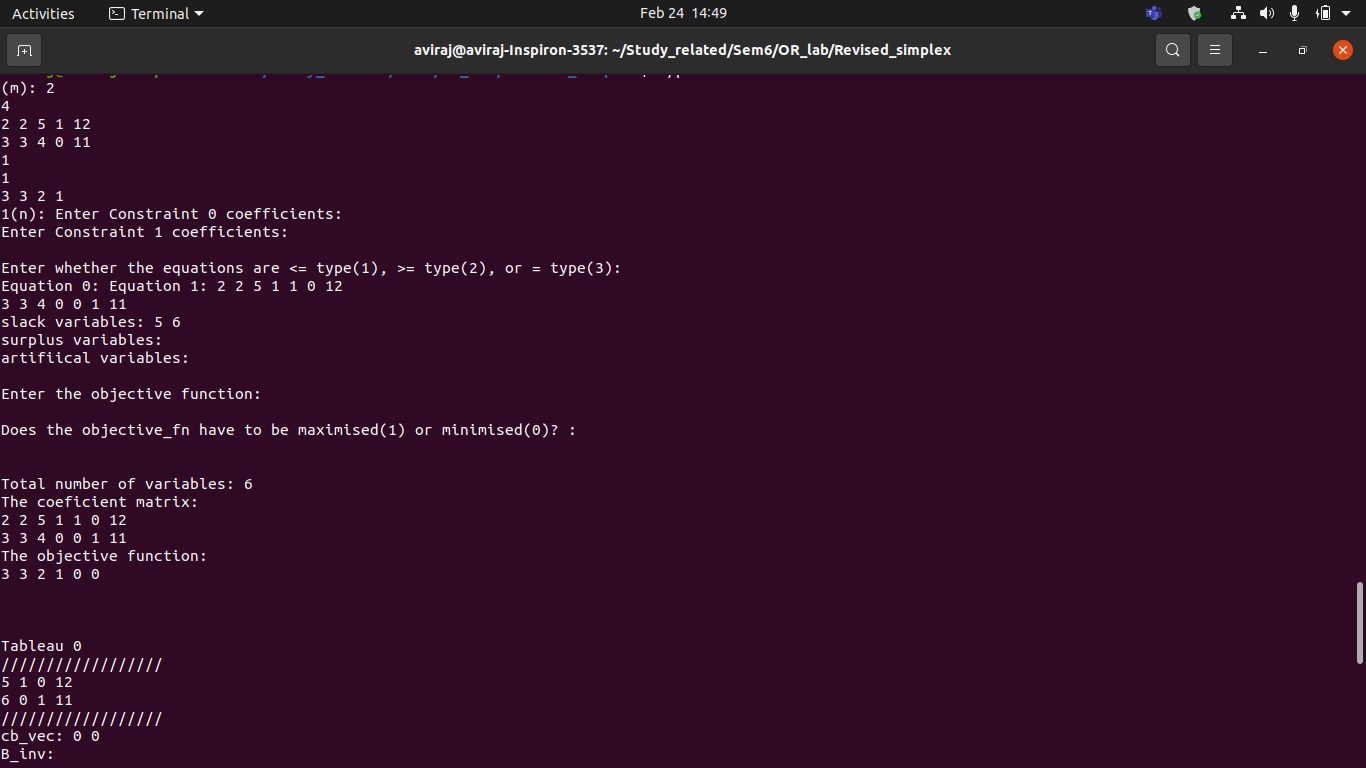 Activities Terminal Feb 24 14:49
aviraj@aviraj-Inspiron-3537: ~/Study_related/Sem6/OR_lab/Revised_simplex
(m): 2
4
2 2 5 1 12
3 3 4 0 11
1
1
3 3 2 1
1(n): Enter Constraint 0 coefficients:
Enter Constraint 1 coefficients:
Enter whether the equations are <= type(1), >= type(2), or = type(3):
Equation 0: Equation 1: 2 2 5 1 1 0 12
3 3 4 0 0 1 11
slack variables: 5 6
surplus variables:
artifiical variables:
Enter the objective function:
Does the objective_fn have to be maximised(1) or minimised(0)? :
Total number of variables: 6
The coeficient matrix:
2 2 5 1 1 0 12
3 3 4 0 0 1 11
The objective function:
3 3 2 1 0 0
Tableau 0
//////////////////
5 1 0 12
6 0 1 11
//////////////////
cb_vec: 0 0
B_inv: